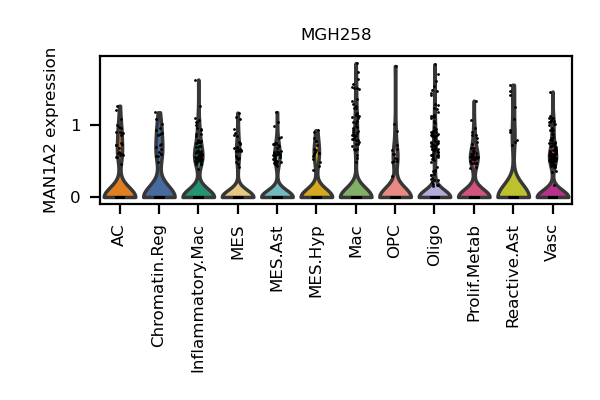 MGH258
MAN1A2 expression
1
0
AC
Chromatin.Reg
Inflammatory.Mac
MES
MES.Ast
MES.Hyp
Mac
OPC
Oligo
Prolif.Metab
Reactive.Ast
Vasc